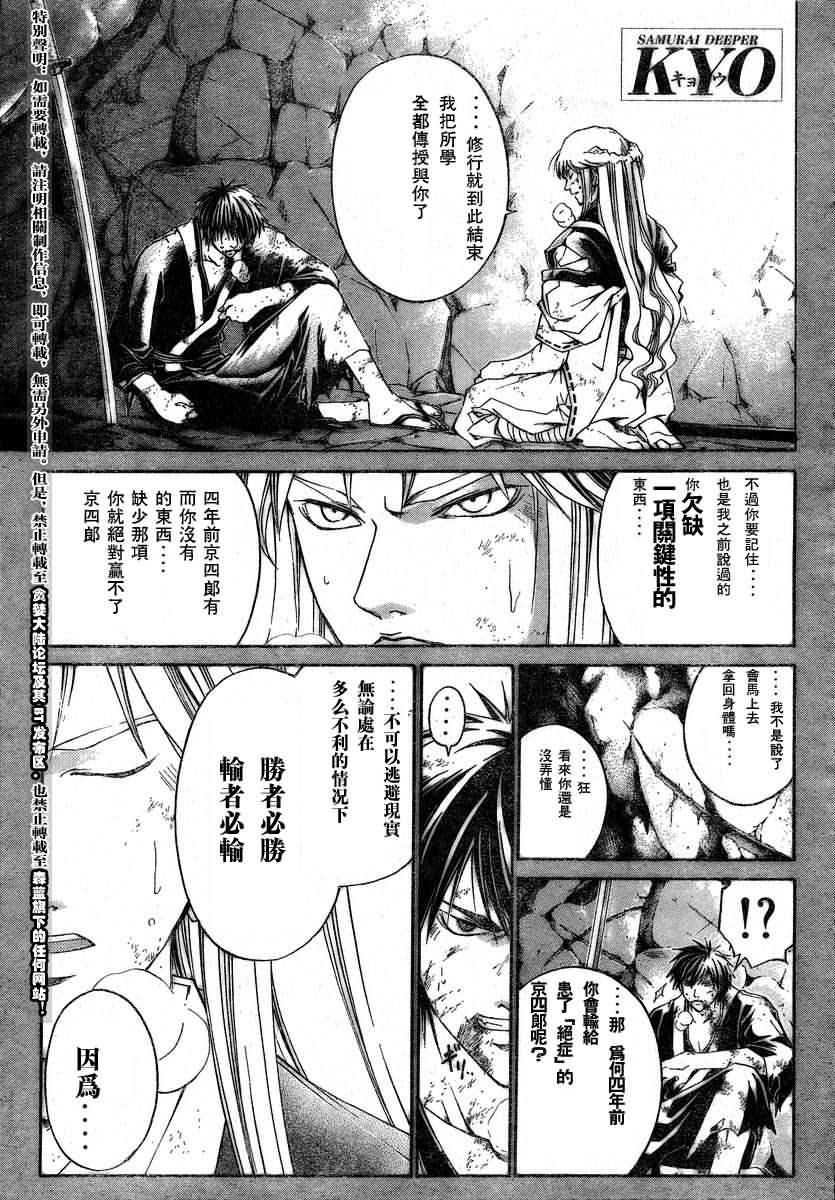 SAMURAI DEEPER
KYO
キョウ
....修行就到此結束
我把所學
全都傳授與你了
不過你要記住....
也是我之前說過的
你欠缺
一項關鍵性的
東西....
四年前京四郎有
而你沒有
的東西....
缺少那項
你就絕對贏不了
京四郎
....我不是說了
會馬上去
拿回身體嗎....
....狂
看來你還是
沒弄懂
!?
....那 爲何四年前
你會輸給
患了「絕症」的
京四郎呢？
....
ギリ
....不可以逃避現實
無論處在
多么不利的情况下
勝者必勝
輸者必輸
因爲....
特别聲明：如需要轉載，請注明相關制作信息，即可轉載，無需另外申請。但是，禁止轉載至貪婪大陆论坛及其BT发布区，也禁止轉載至霖蓝旗下的任何网站！